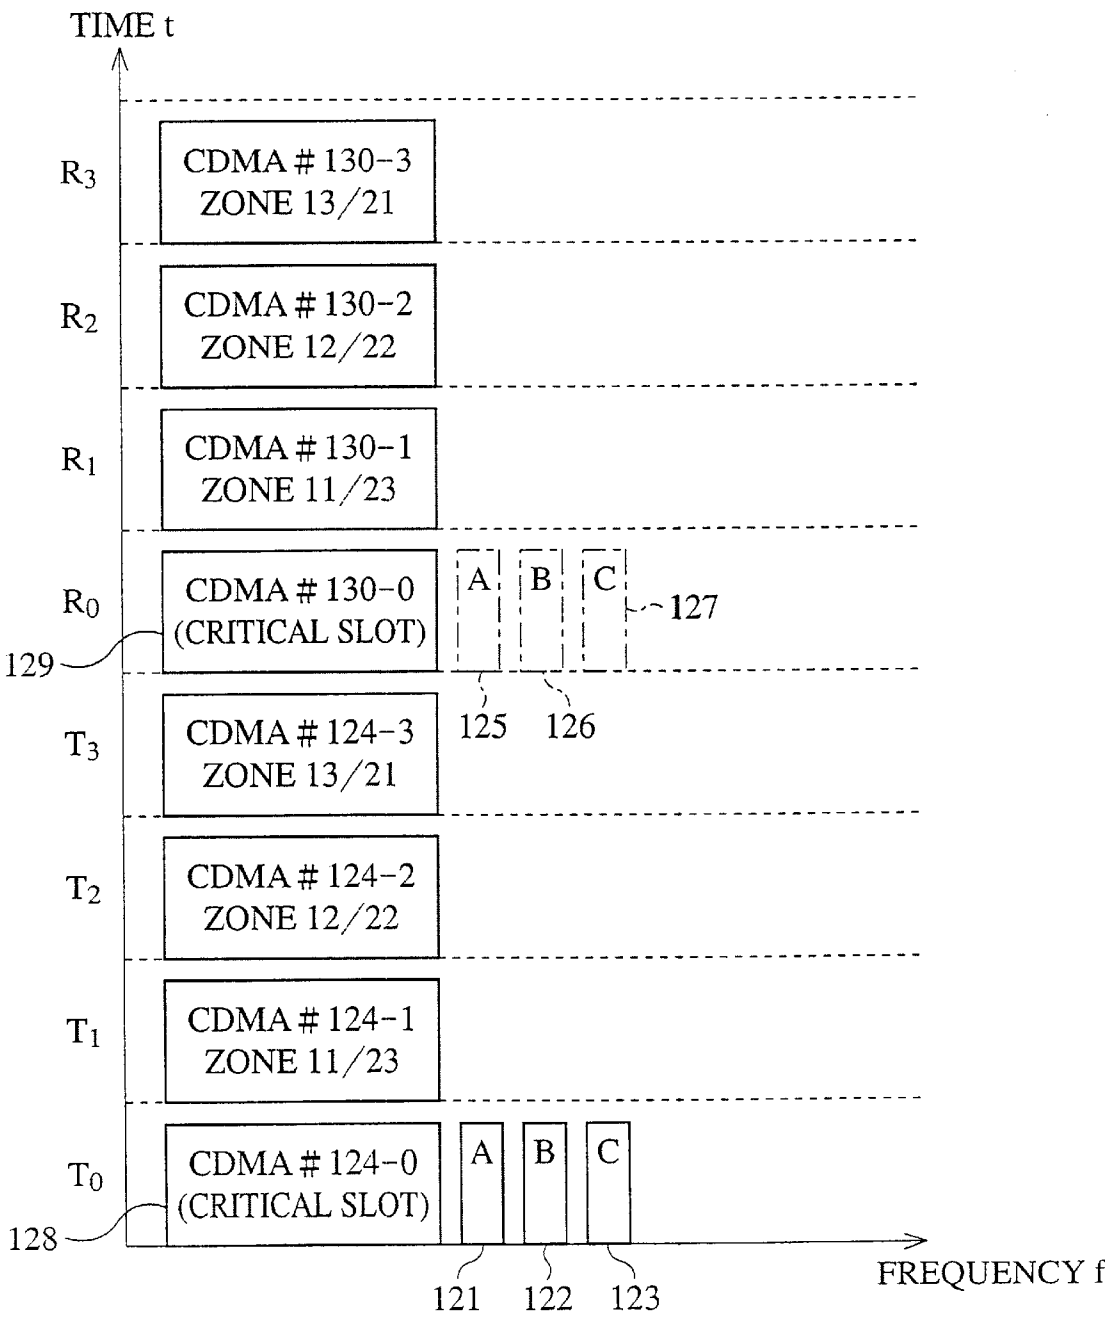 TIME t
R3
CDMA # 130-3
ZONE 13/21
R2
CDMA # 130-2
ZONE 12/22
R1
CDMA # 130-1
ZONE 11/23
R0
CDMA # 130-0
(CRITICAL SLOT)
A
B
C
127
129
125
126
T3
CDMA # 124-3
ZONE 13/21
T2
CDMA # 124-2
ZONE 12/22
T1
CDMA # 124-1
ZONE 11/23
T0
CDMA # 124-0
(CRITICAL SLOT)
A
B
C
128
121
122
123
FREQUENCY f